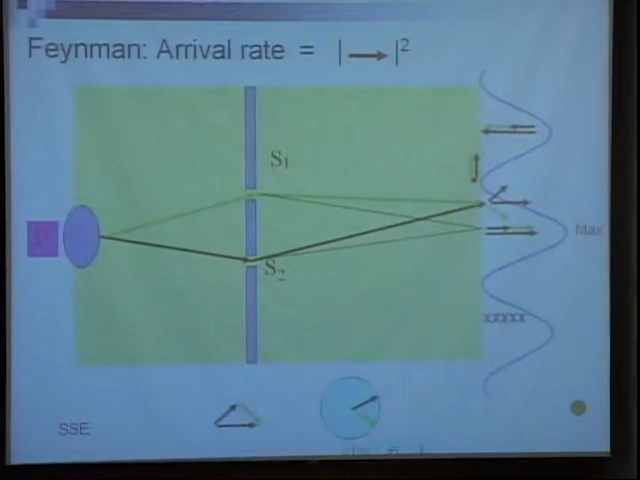 Feynman: Arrival rate = | → |²
S₁
Max
S₂
xxxxx
SSE